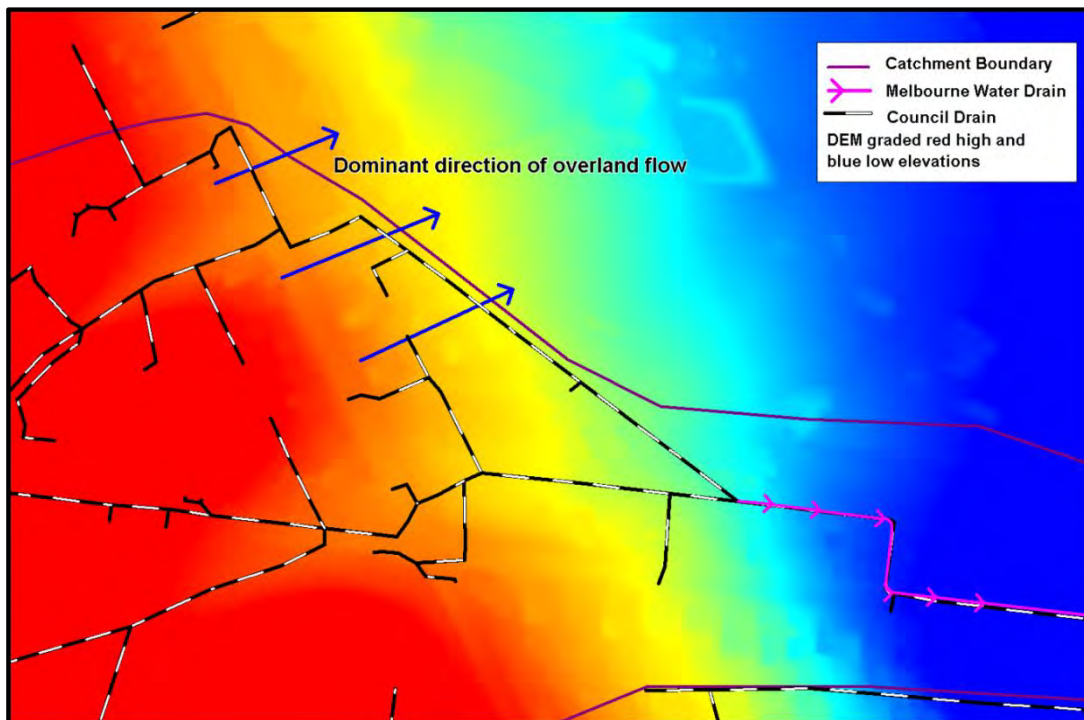 Catchment Boundary
Melbourne Water Drain
Council Drain
DEM graded red high and
blue low elevations
Dominant direction of overland flow